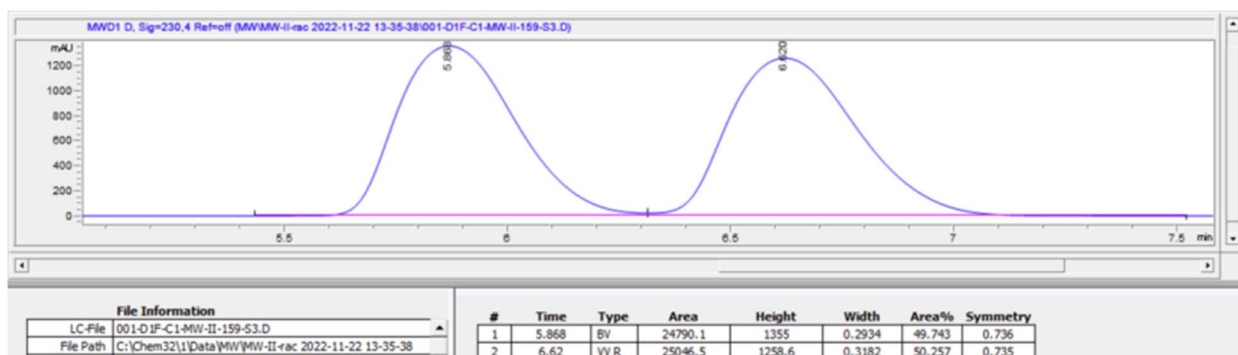 MWD1 D, Sig=230,4 Ref=off (MW\MW-II-rac 2022-11-22 13-35-38\001-D1F-C1-MW-II-159-S3.D)
mAU
1200
1000
800
600
400
200
0
5.868
6.620
5.5 6 6.5 7 7.5 min
File Information
LC-File 001-D1F-C1-MW-II-159-S3.D
File Path C:\Chem32\1\Data\MW\MW-II-rac 2022-11-22 13-35-38
# Time Type Area Height Width Area% Symmetry
1 5.868 BV 24790.1 1355 0.2934 49.743 0.736
2 6.62 VV R 25046.5 1258.6 0.3182 50.257 0.735